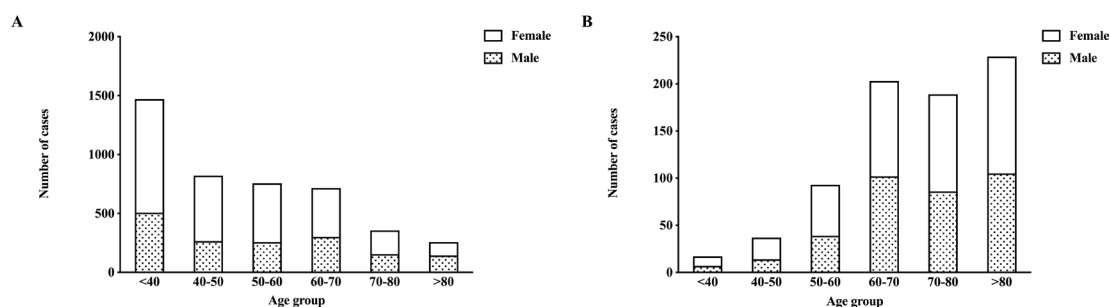 A
Number of cases
2000
1500
1000
500
0
<40 40-50 50-60 60-70 70-80 >80
Age group
Female
Male
B
Number of cases
250
200
150
100
50
0
<40 40-50 50-60 60-70 70-80 >80
Age group
Female
Male